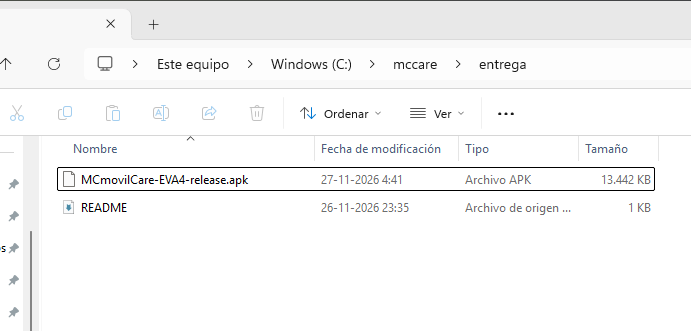 Este equipo > Windows (C:) > mccare > entrega
Ordenar Ver
Nombre Fecha de modificación Tipo Tamaño
MCmovilCare-EVA4-release.apk 27-11-2026 4:41 Archivo APK 13.442 KB
README 26-11-2026 23:35 Archivo de origen ... 1 KB